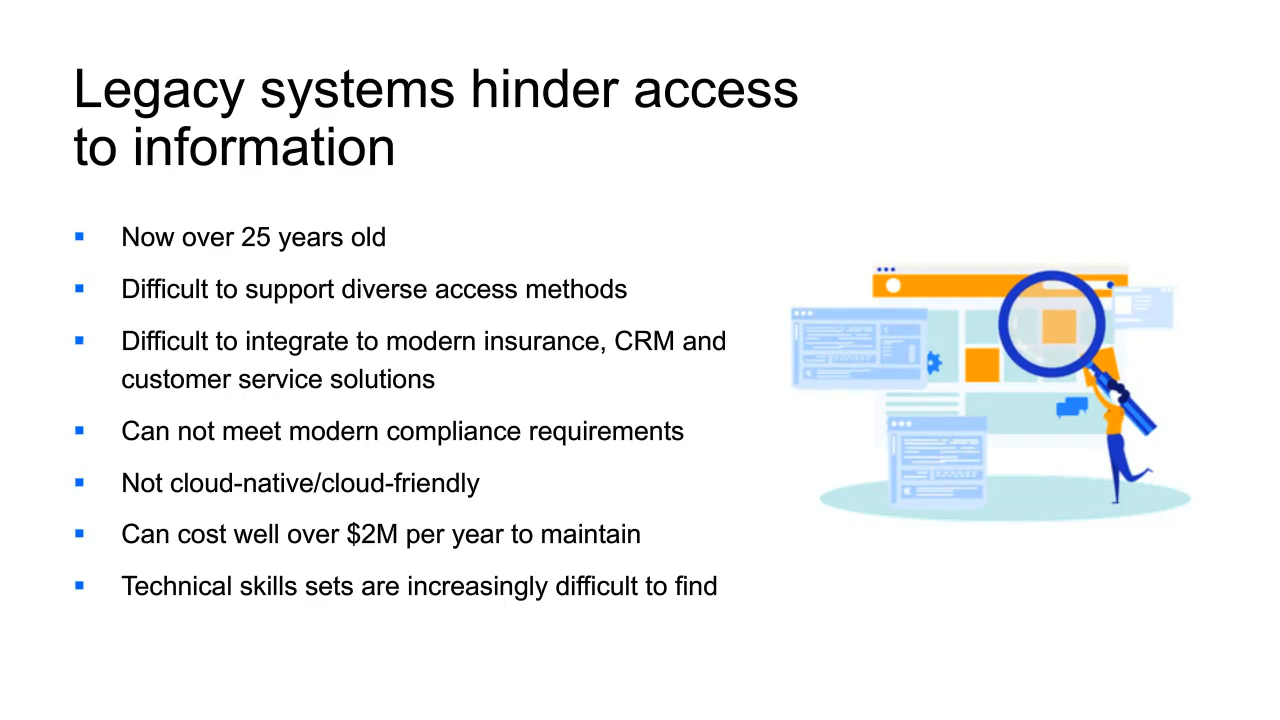 Legacy systems hinder access
to information
▪ Now over 25 years old
▪ Difficult to support diverse access methods
▪ Difficult to integrate to modern insurance, CRM and
customer service solutions
▪ Can not meet modern compliance requirements
▪ Not cloud-native/cloud-friendly
▪ Can cost well over $2M per year to maintain
▪ Technical skills sets are increasingly difficult to find